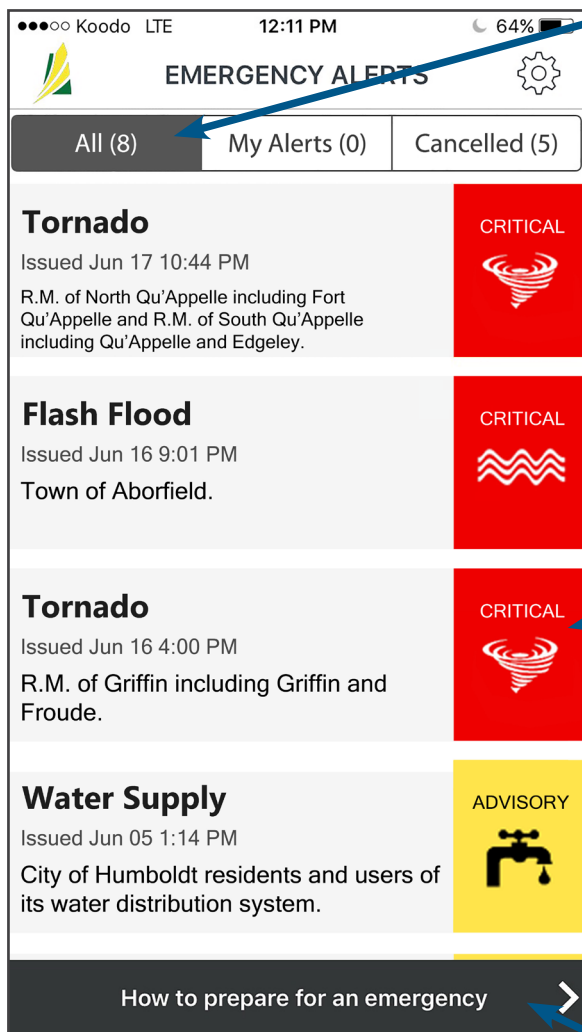 ●●●○○ Koodo LTE 12:11 PM 64%
EMERGENCY ALERTS
All (8) My Alerts (0) Cancelled (5)
Tornado
CRITICAL
Issued Jun 17 10:44 PM
R.M. of North Qu'Appelle including Fort
Qu'Appelle and R.M. of South Qu'Appelle
including Qu'Appelle and Edgeley.
Flash Flood
CRITICAL
Issued Jun 16 9:01 PM
Town of Aborfield.
Tornado
CRITICAL
Issued Jun 16 4:00 PM
R.M. of Griffin including Griffin and
Froude.
Water Supply
ADVISORY
Issued Jun 05 1:14 PM
City of Humboldt residents and users of
its water distribution system.
How to prepare for an emergency